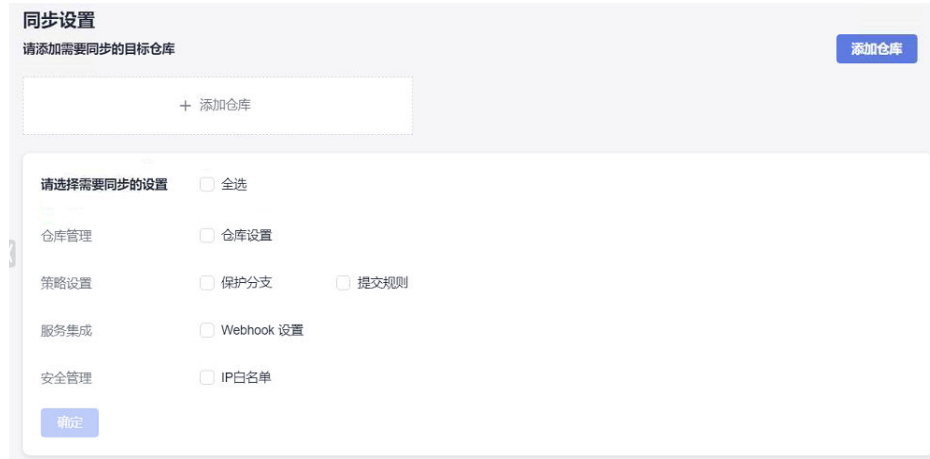 同步设置
请添加需要同步的目标仓库
添加仓库
+ 添加仓库
请选择需要同步的设置 全选
仓库管理 仓库设置
策略设置 保护分支 提交规则
服务集成 Webhook 设置
安全管理 IP白名单
确定